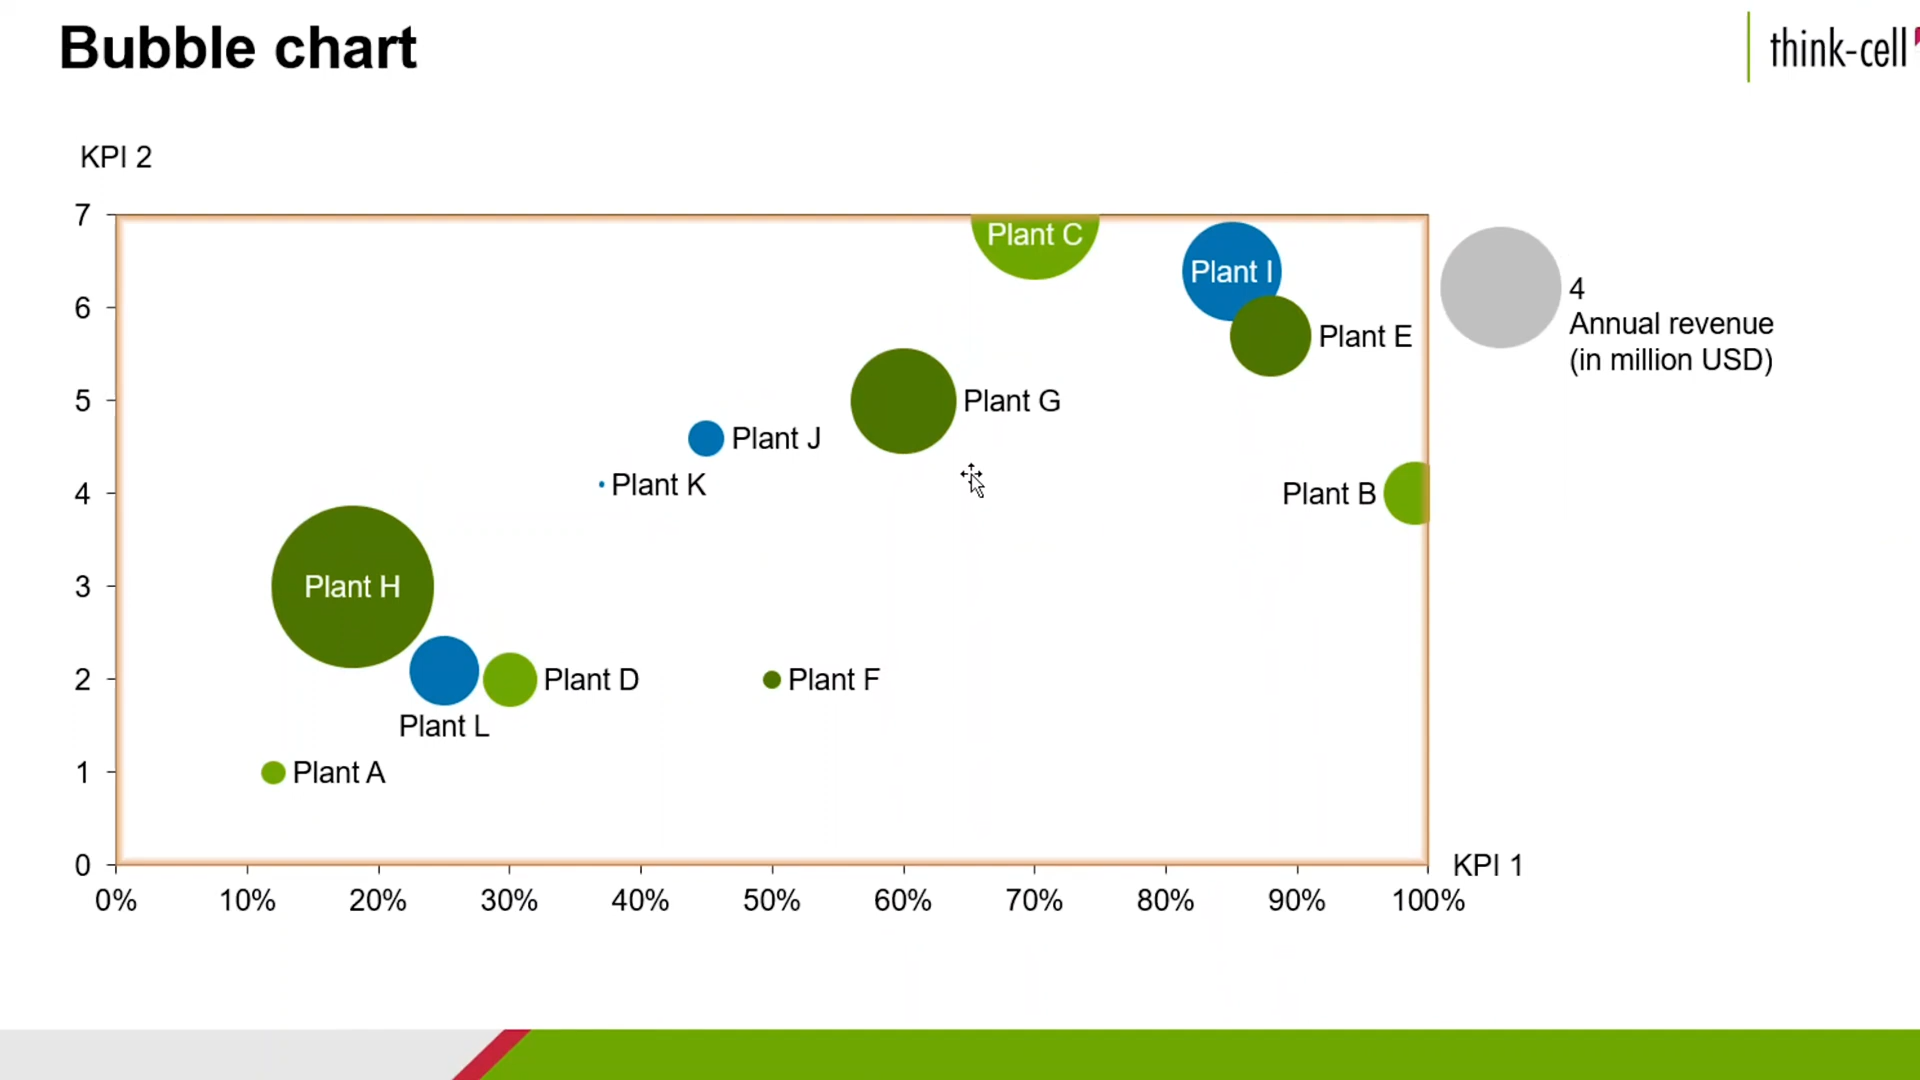 Bubble chart
think-cell
KPI 2
7
6
5
4
3
2
1
0
Plant C
Plant I
4
Annual revenue
(in million USD)
Plant E
Plant G
Plant J
Plant K
Plant B
Plant H
Plant D
Plant F
Plant L
Plant A
KPI 1
0% 10% 20% 30% 40% 50% 60% 70% 80% 90% 100%